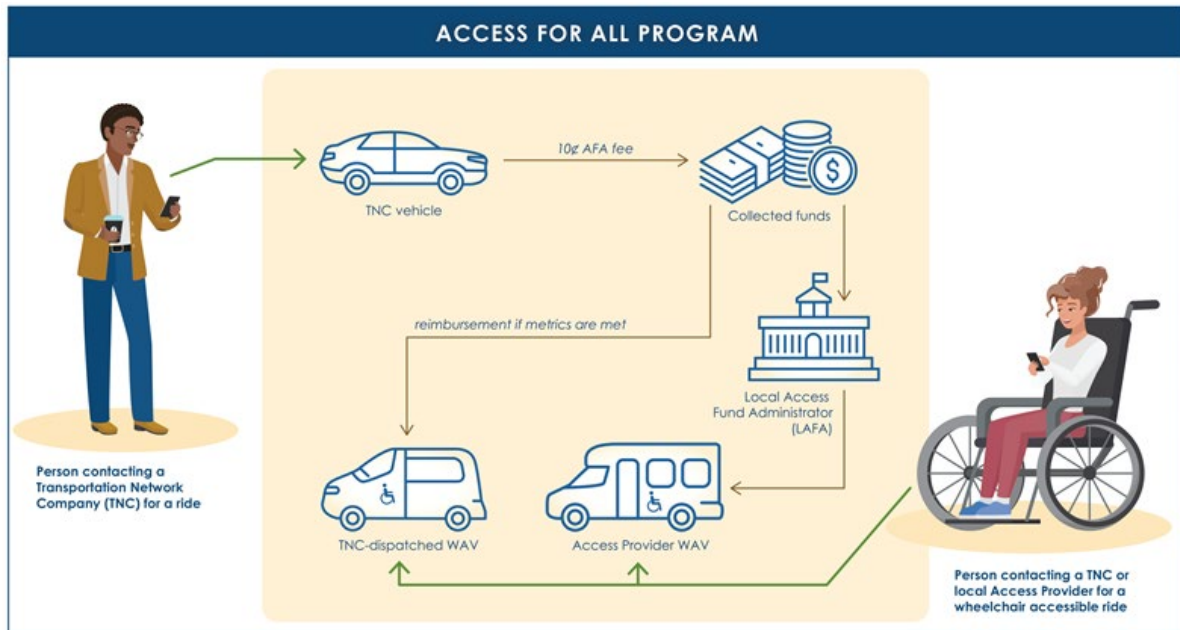 ACCESS FOR ALL PROGRAM
10¢ AFA fee
TNC vehicle
Collected funds
reimbursement if metrics are met
Local Access
Fund Administrator
(LAFA)
Person contacting a
Transportation Network
Company (TNC) for a ride
TNC-dispatched WAV
Access Provider WAV
Person contacting a TNC or
local Access Provider for a
wheelchair accessible ride